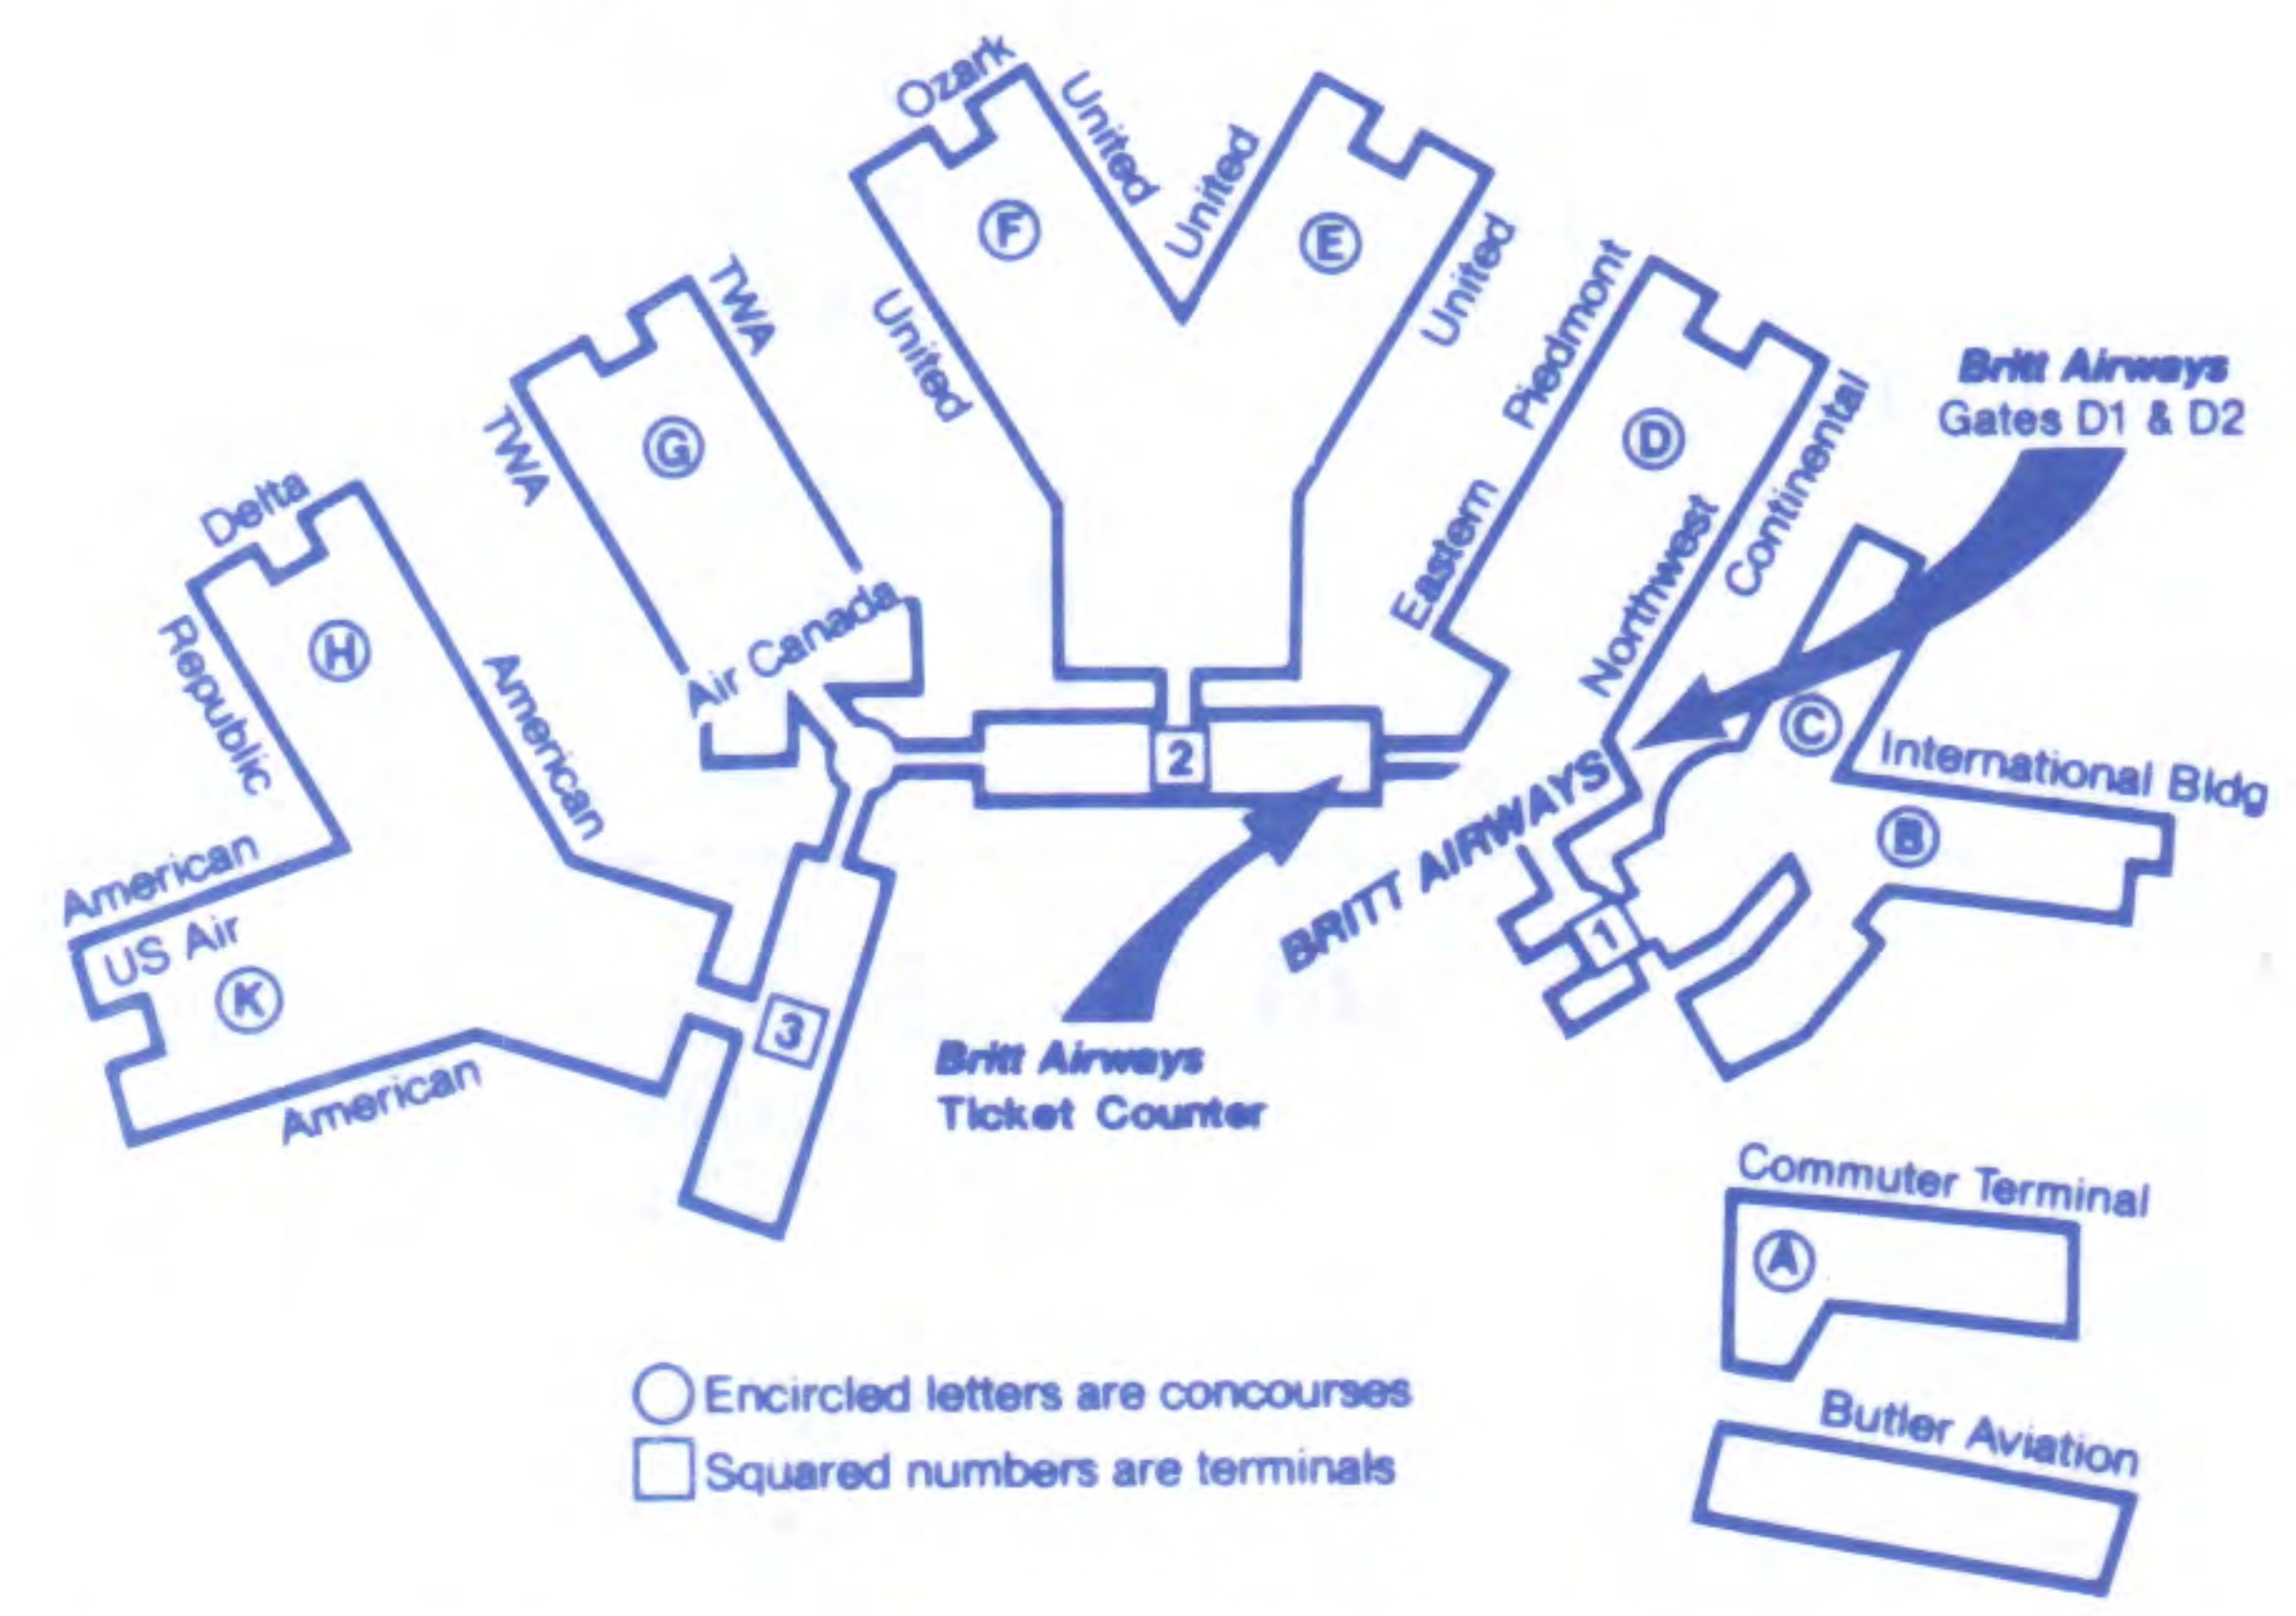 Ozark
United
United
F
E
United
United
TWA
TWA
G
Air Canada
Piedmont
Eastern
D
Continental
Northwest
Britt Airways
Gates D1 & D2
Delta
Republic
H
American
American
US Air
K
American
3
2
Britt Airways
Ticket Counter
BRITT AIRWAYS
1
C
International Bldg
B
Commuter Terminal
A
Butler Aviation
Encircled letters are concourses
Squared numbers are terminals